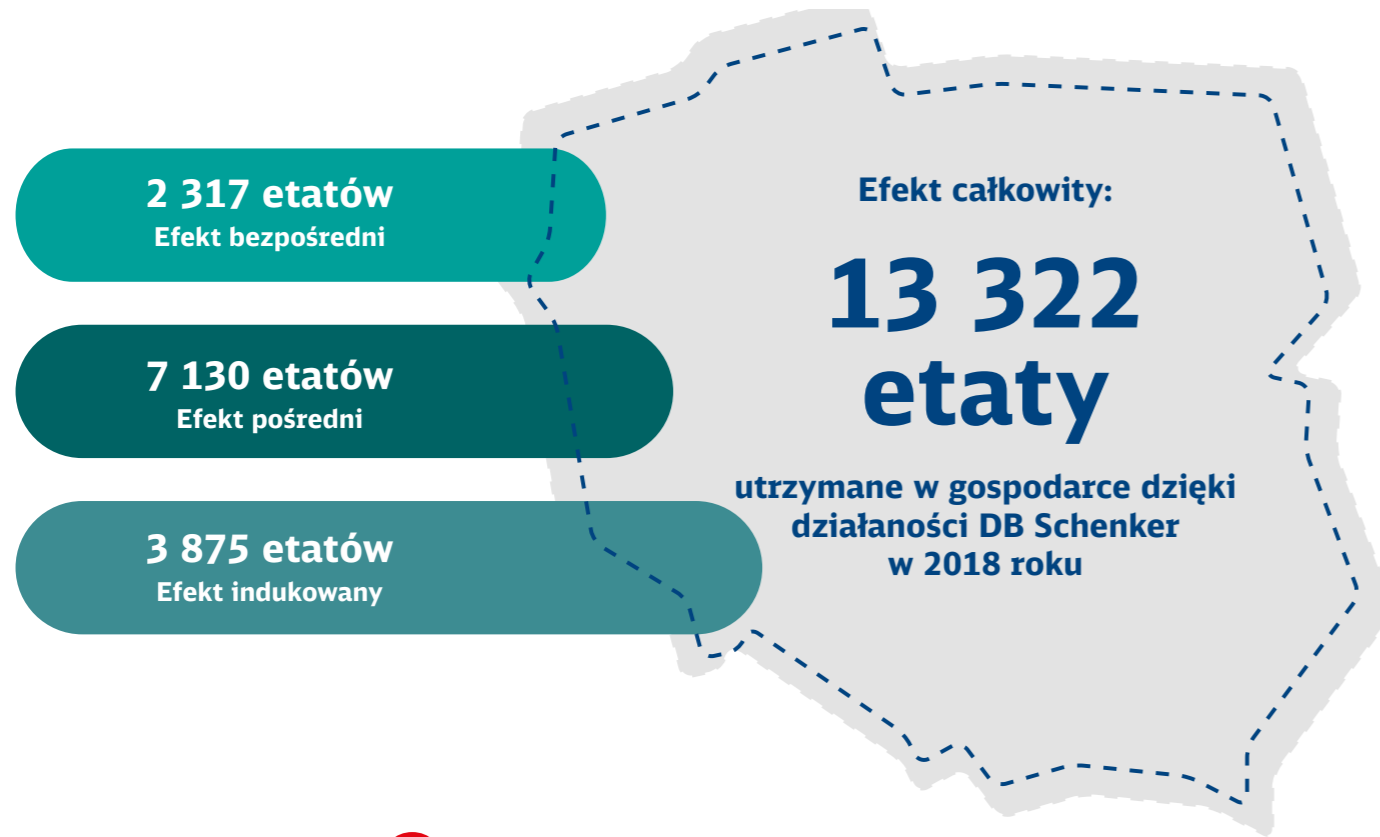 2 317 etatów
Efekt bezpośredni
7 130 etatów
Efekt pośredni
3 875 etatów
Efekt indukowany
Efekt całkowity:
13 322
etaty
utrzymane w gospodarce dzięki
działaności DB Schenker
w 2018 roku